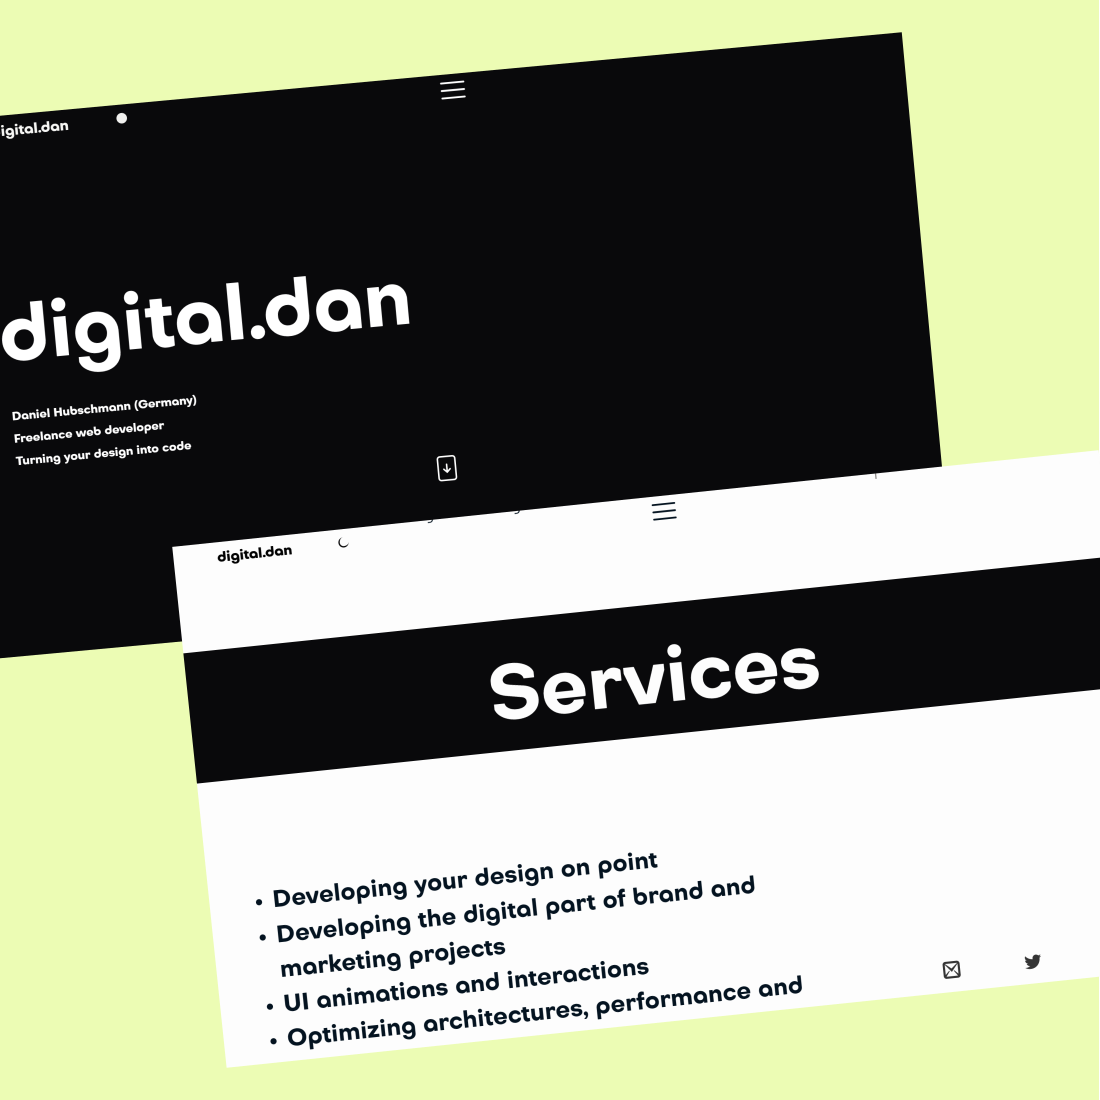 digital.dan
digital.dan
Daniel Hubschmann (Germany)
Freelance web developer
Turning your design into code
digital.dan
Services
• Developing your design on point
• Developing the digital part of brand and
marketing projects
• UI animations and interactions
• Optimizing architectures, performance and